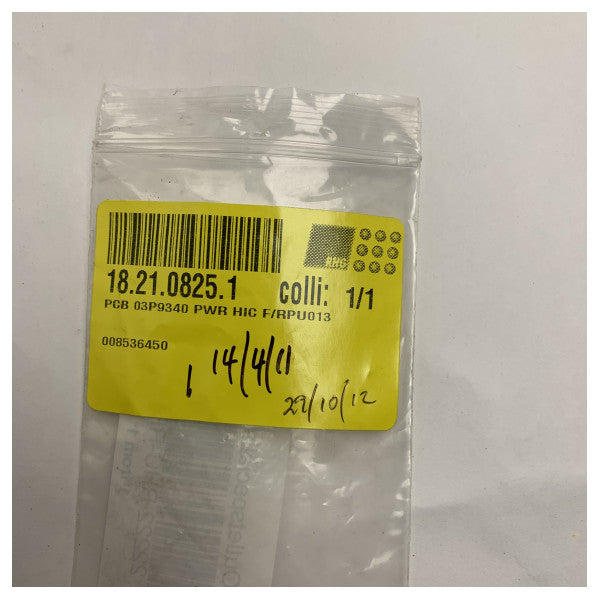 18.21.0825.1 colli: 1/1
PCB 03P9340 PWR HIC F/RPU013
008536450
14/4/11
29/10/12